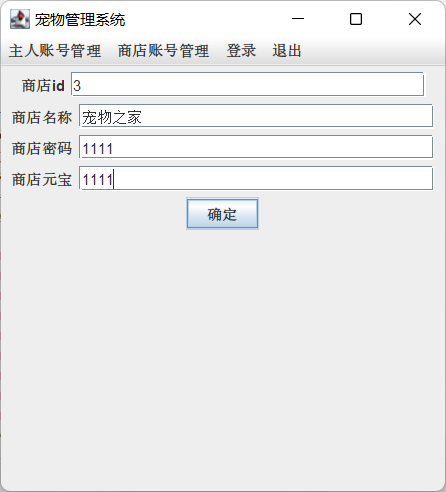 宠物管理系统
主人账号管理 商店账号管理 登录 退出
商店id 3
商店名称 宠物之家
商店密码 1111
商店元宝 1111
确定